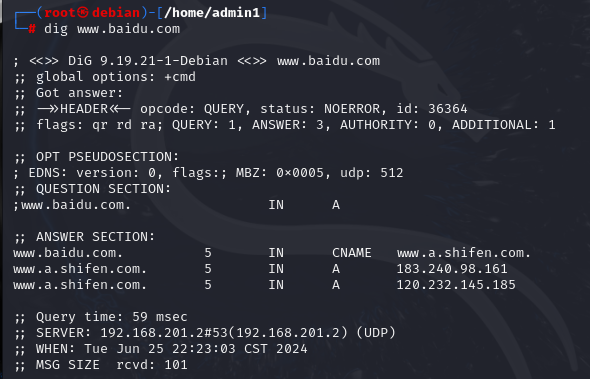 ┌──(root㉿debian)-[/home/admin1]
└─# dig www.baidu.com

; <<>> DiG 9.19.21-1-Debian <<>> www.baidu.com
;; global options: +cmd
;; Got answer:
;; ->>HEADER<<- opcode: QUERY, status: NOERROR, id: 36364
;; flags: qr rd ra; QUERY: 1, ANSWER: 3, AUTHORITY: 0, ADDITIONAL: 1

;; OPT PSEUDOSECTION:
; EDNS: version: 0, flags:; MBZ: 0x0005, udp: 512
;; QUESTION SECTION:
;www.baidu.com.                 IN      A

;; ANSWER SECTION:
www.baidu.com.          5       IN      CNAME   www.a.shifen.com.
www.a.shifen.com.       5       IN      A       183.240.98.161
www.a.shifen.com.       5       IN      A       120.232.145.185

;; Query time: 59 msec
;; SERVER: 192.168.201.2#53(192.168.201.2) (UDP)
;; WHEN: Tue Jun 25 22:23:03 CST 2024
;; MSG SIZE  rcvd: 101